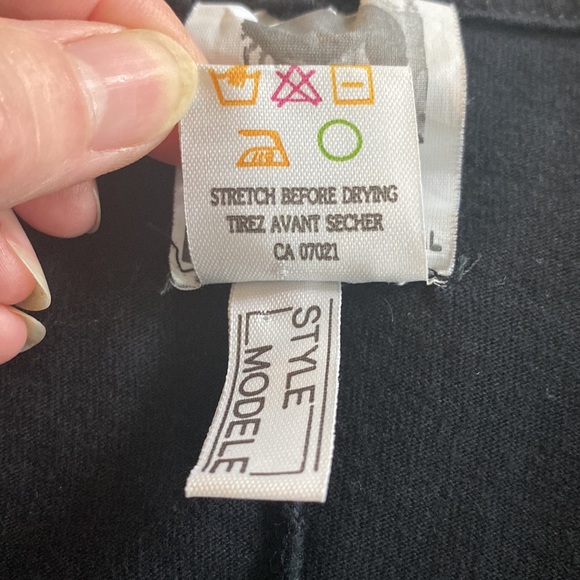 STRETCH BEFORE DRYING
TIREZ AVANT SECHER
CA 07021
L
STYLE
MODELE